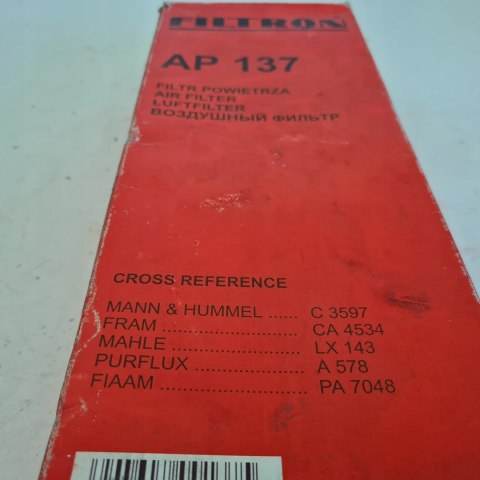 FILTRON
AP 137
FILTR POWIETRZA
AIR FILTER
LUFTFILTER
ВОЗДУШНЫЙ ФИЛЬТР
CROSS REFERENCE
MANN & HUMMEL ...... C 3597
FRAM ............................ CA 4534
MAHLE .......................... LX 143
PURFLUX ...................... A 578
FIAAM ............................ PA 7048